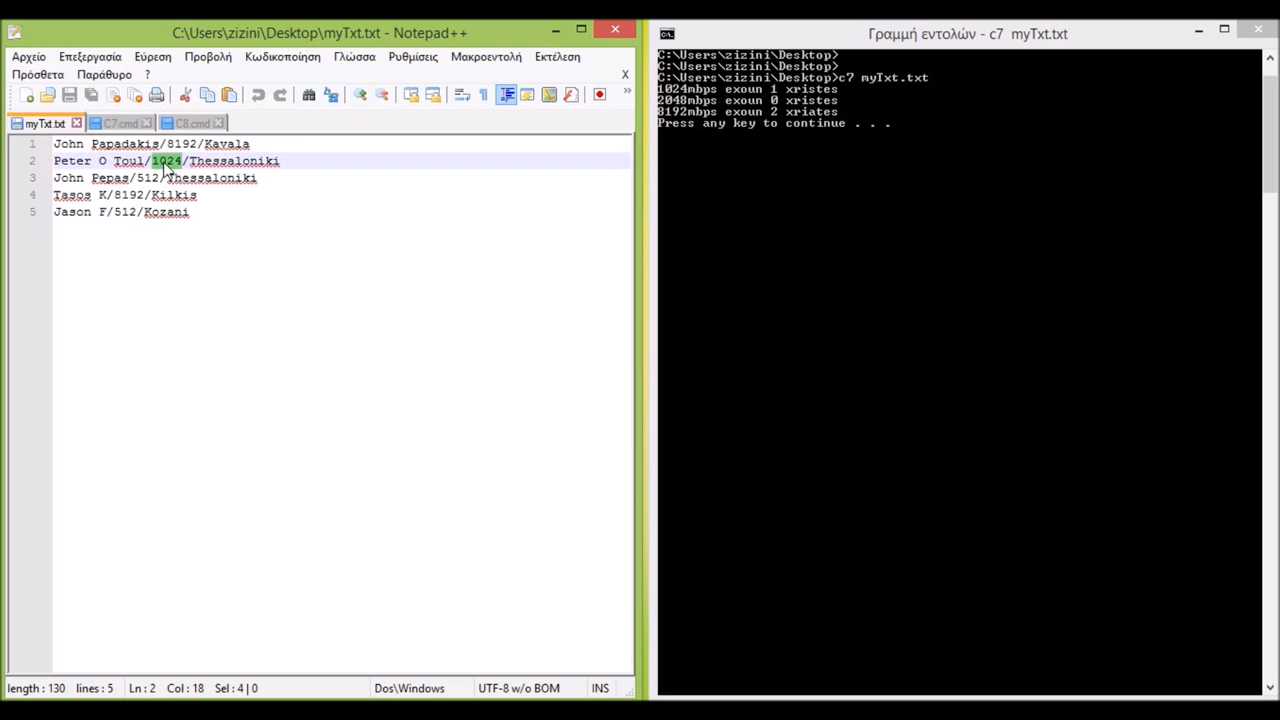 C:\Users\zizini\Desktop\myTxt.txt - Notepad++
Αρχείο Επεξεργασία Εύρεση Προβολή Κωδικοποίηση Γλώσσα Ρυθμίσεις Μακροεντολή Εκτέλεση
Πρόσθετα Παράθυρο ? X
myTxt.txt C7.cmd C8.cmd
1 John Papadakis/8192/Kavala
2 Peter O Toul/1024/Thessaloniki
3 John Pepas/512/Thessaloniki
4 Tasos K/8192/Kilkis
5 Jason F/512/Kozani
length : 130 lines : 5 Ln : 2 Col : 18 Sel : 4 | 0 Dos\Windows UTF-8 w/o BOM INS
Γραμμή εντολών - c7 myTxt.txt
C:\Users\zizini\Desktop>
C:\Users\zizini\Desktop>
C:\Users\zizini\Desktop>c7 myTxt.txt
1024mbps exoun 1 xristes
2048mbps exoun 0 xristes
8192mbps exoun 2 xriates
Press any key to continue . . .